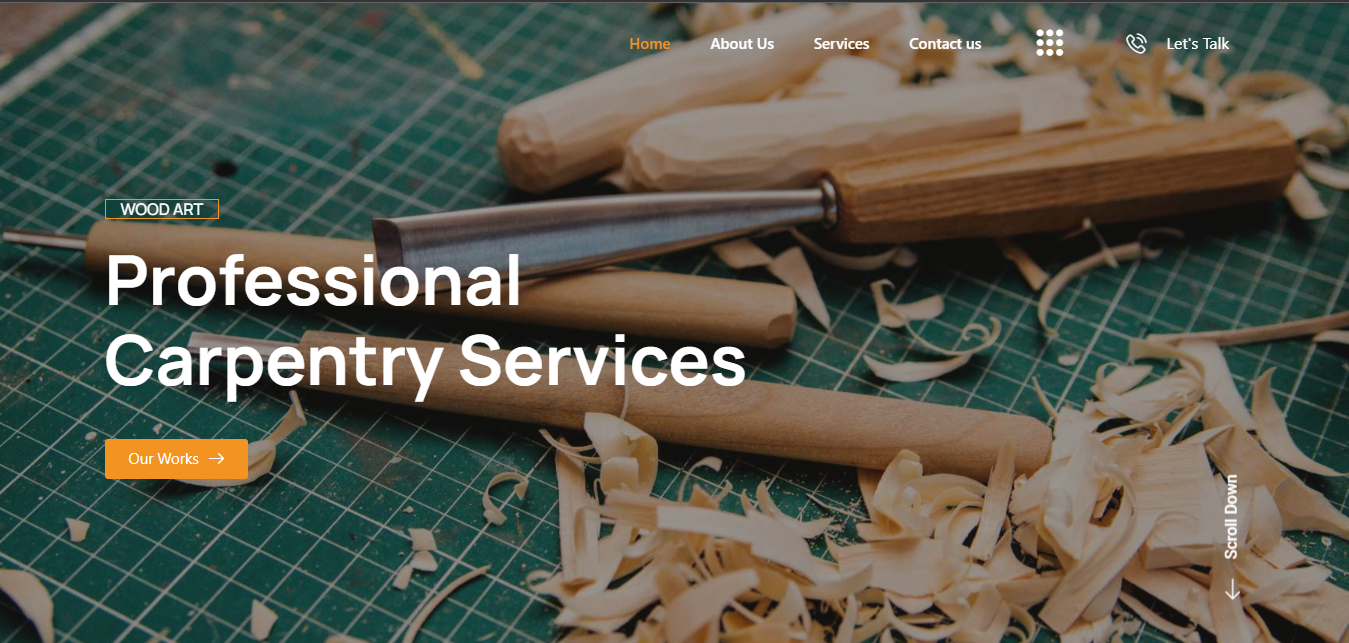 Home
About Us
Services
Contact us
Let's Talk
WOOD ART
Professional
Carpentry Services
Our Works
Scroll Down